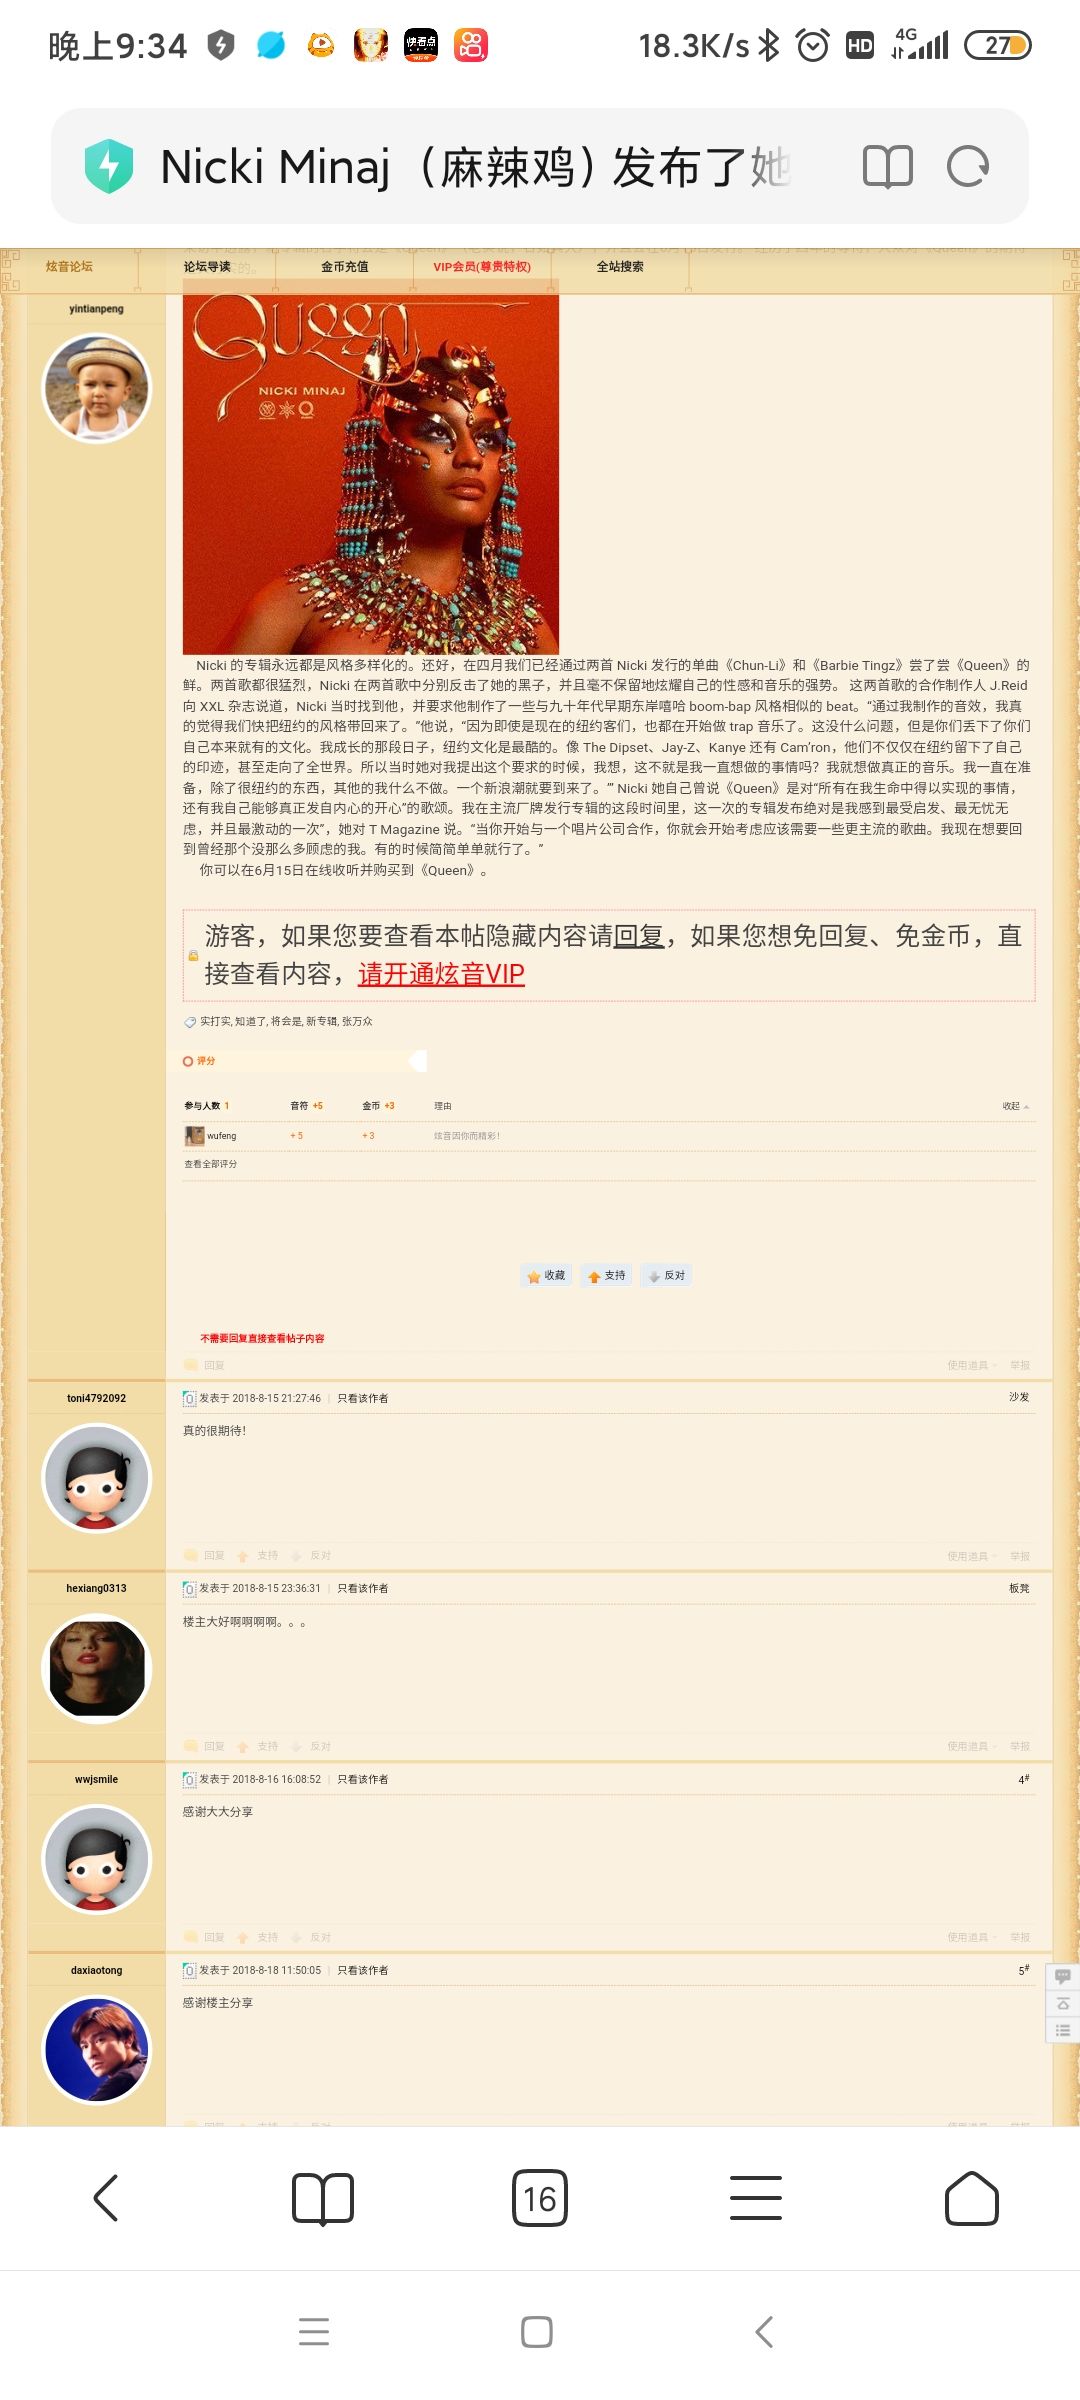 晚上9:34
18.3K/s
HD
4G
27
Nicki Minaj（麻辣鸡）发布了她
炫音论坛
论坛导读
金币充值
VIP会员(尊贵特权)
全站搜索
yintianpeng
QUEEN
NICKI MINAJ
Nicki 的专辑永远都是风格多样化的。还好，在四月我们已经通过两首 Nicki 发行的单曲《Chun-Li》和《Barbie Tingz》尝了尝《Queen》的
鲜。两首歌都很猛烈，Nicki 在两首歌中分别反击了她的黑子，并且毫不保留地炫耀自己的性感和音乐的强势。 这两首歌的合作制作人 J.Reid
向 XXL 杂志说道，Nicki 当时找到他，并要求他制作了一些与九十年代早期东岸嘻哈 boom-bap 风格相似的 beat。“通过我制作的音效，我真
的觉得我们快把纽约的风格带回来了。”他说，“因为即使是现在的纽约客们，也都在开始做 trap 音乐了。这没什么问题，但是你们丢下了你们
自己本来就有的文化。我成长的那段日子，纽约文化是最酷的。像 The Dipset、Jay-Z、Kanye 还有 Cam’ron，他们不仅仅在纽约留下了自己
的印迹，甚至走向了全世界。所以当时她对我提出这个要求的时候，我想，这不就是我一直想做的事情吗？我就想做真正的音乐。我一直在准
备，除了很纽约的东西，其他的我什么不做。一个新浪潮就要到来了。’” Nicki 她自己曾说《Queen》是对“所有在我生命中得以实现的事情，
还有我自己能够真正发自内心的开心”的歌颂。我在主流厂牌发行专辑的这段时间里，这一次的专辑发布绝对是我感到最受启发、最无忧无
虑，并且最激动的一次”，她对 T Magazine 说。“当你开始与一个唱片公司合作，你就会开始考虑应该需要一些更主流的歌曲。我现在想要回
到曾经那个没那么多顾虑的我。有的时候简简单单就行了。”
你可以在6月15日在线收听并购买到《Queen》。
游客，如果您要查看本帖隐藏内容请回复，如果您想免回复、免金币，直
接查看内容，请开通炫音VIP
实打实, 知道了, 将会是, 新专辑, 张万众
评分
参与人数 1 音符 +5 金币 +3 理由 收起
wufeng + 5 + 3 炫音因你而精彩！
查看全部评分
收藏 支持 反对
不需要回复直接查看帖子内容
回复 使用道具 举报
toni4792092
发表于 2018-8-15 21:27:46 | 只看该作者 沙发
真的很期待！
回复 支持 反对 使用道具 举报
hexiang0313
发表于 2018-8-15 23:36:31 | 只看该作者 板凳
楼主大好啊啊啊啊。。。
回复 支持 反对 使用道具 举报
wwjsmile
发表于 2018-8-16 16:08:52 | 只看该作者 4#
感谢大大分享
回复 支持 反对 使用道具 举报
daxiaotong
发表于 2018-8-18 11:50:05 | 只看该作者 5#
感谢楼主分享
16